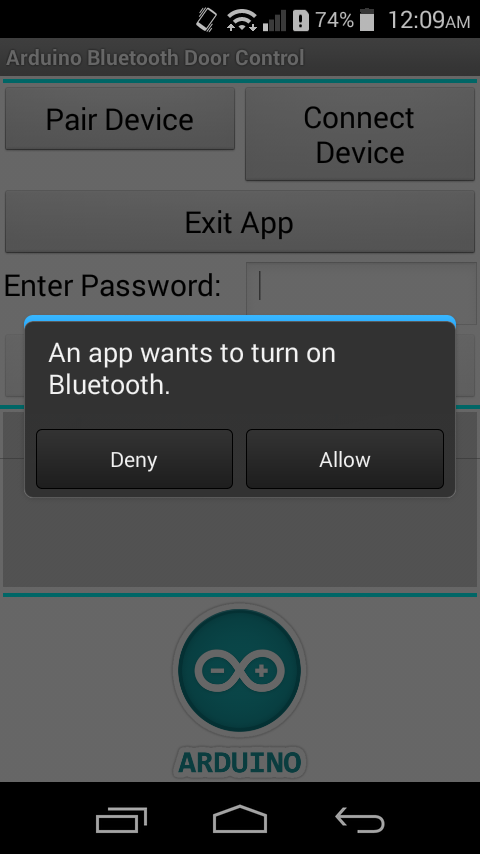 74% 12:09AM
Arduino Bluetooth Door Control
Pair Device
Connect
Device
Exit App
Enter Password:
An app wants to turn on
Bluetooth.
Deny
Allow
ARDUINO